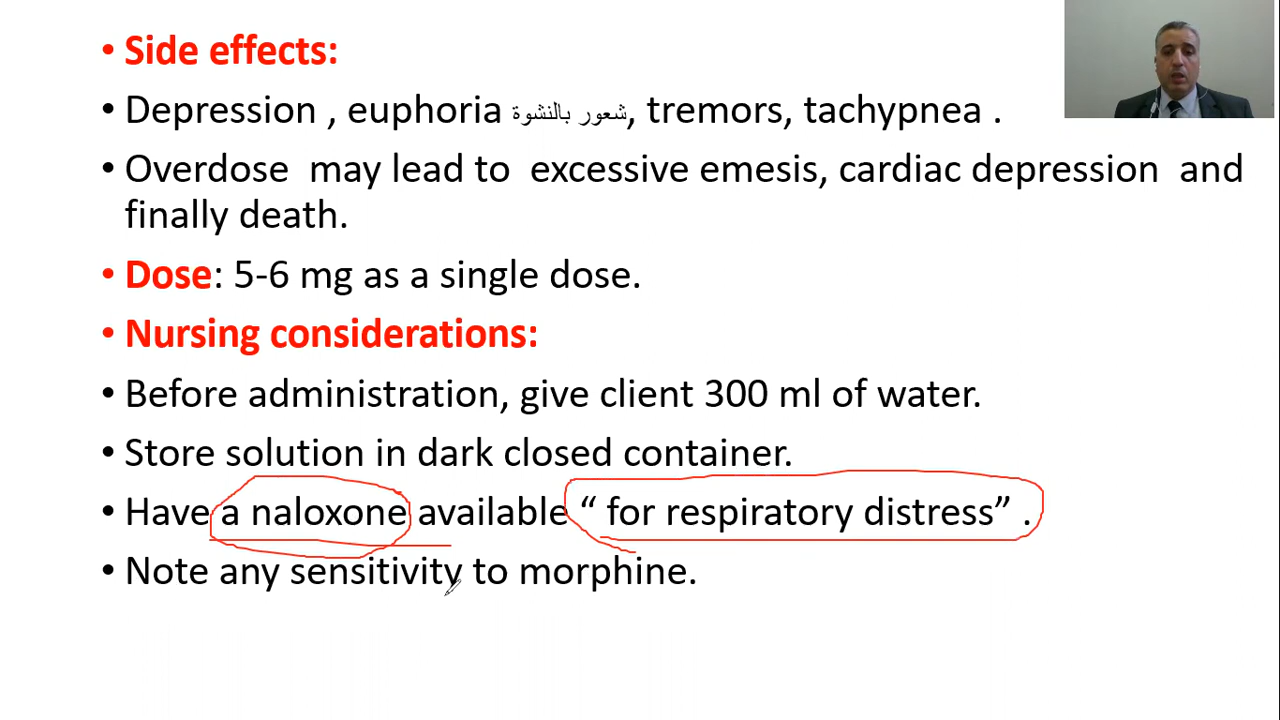 • Side effects:
• Depression , euphoria شعور بالنشوة, tremors, tachypnea .
• Overdose may lead to excessive emesis, cardiac depression and
finally death.
• Dose: 5-6 mg as a single dose.
• Nursing considerations:
• Before administration, give client 300 ml of water.
• Store solution in dark closed container.
• Have a naloxone available “ for respiratory distress” .
• Note any sensitivity to morphine.